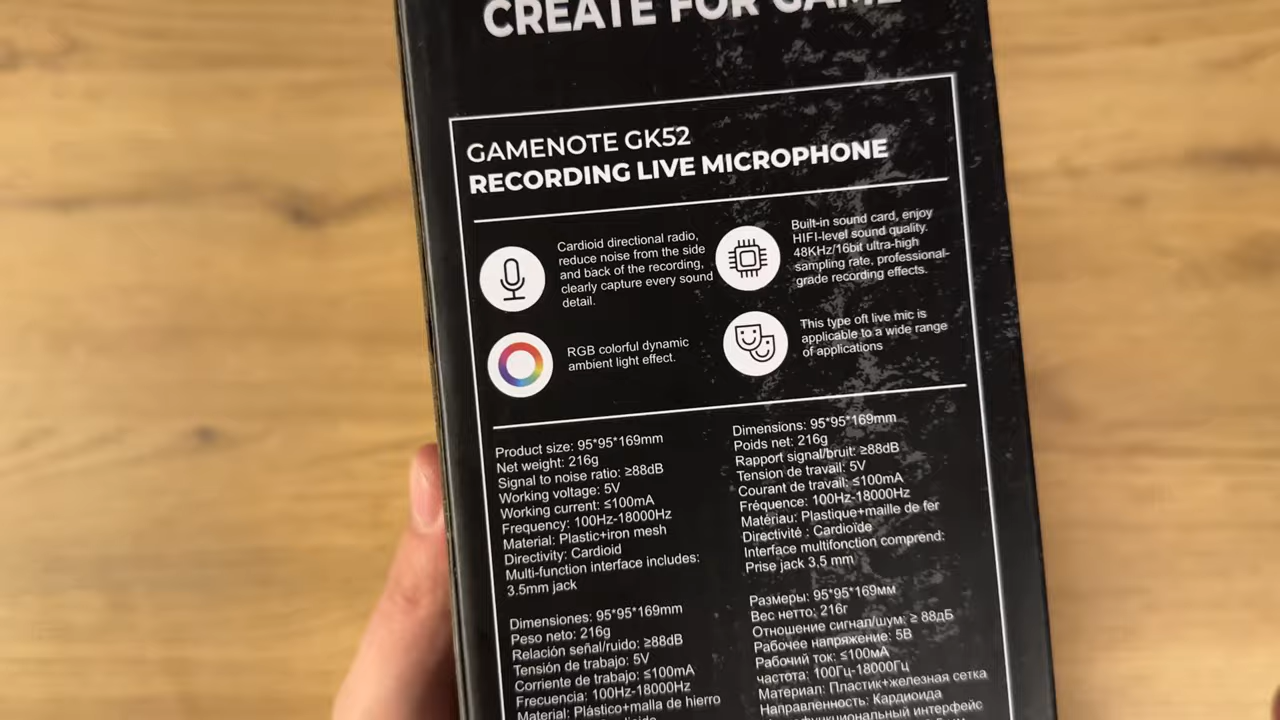 CREATE FOR GAME
GAMENOTE GK52
RECORDING LIVE MICROPHONE
Cardioid directional radio,
reduce noise from the side
and back of the recording,
clearly capture every sound
detail.
Built-in sound card, enjoy
HIFI-level sound quality.
48KHz/16bit ultra-high
sampling rate, professional-
grade recording effects.
RGB colorful dynamic
ambient light effect.
This type oft live mic is
applicable to a wide range
of applications
Product size: 95*95*169mm
Net weight: 216g
Signal to noise ratio: ≥88dB
Working voltage: 5V
Working current: ≤100mA
Frequency: 100Hz-18000Hz
Material: Plastic+iron mesh
Directivity: Cardioid
Multi-function interface includes:
3.5mm jack
Dimensions: 95*95*169mm
Poids net: 216g
Rapport signal/bruit: ≥88dB
Tension de travail: 5V
Courant de travail: ≤100mA
Fréquence: 100Hz-18000Hz
Matériau: Plastique+maille de fer
Directivité : Cardioïde
Interface multifonction comprend:
Prise jack 3,5 mm
Dimensiones: 95*95*169mm
Peso neto: 216g
Relación señal/ruido: ≥88dB
Tensión de trabajo: 5V
Corriente de trabajo: ≤100mA
Frecuencia: 100Hz-18000Hz
Material: Plástico+malla de hierro
Размеры: 95*95*169мм
Вес нетто: 216г
Отношение сигнал/шум: ≥ 88дБ
Рабочее напряжение: 5В
Рабочий ток: ≤100мА
частота: 100Гц-18000Гц
Материал: Пластик+железная сетка
Направленность: Кардиоида
интерфейс